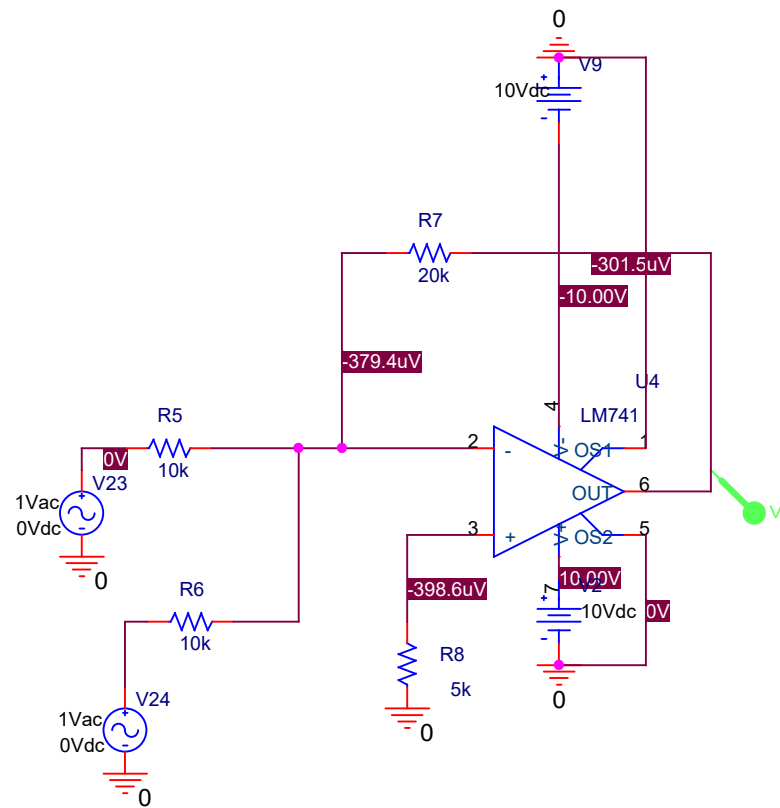 0
V9
10Vdc
R7
20k
-301.5uV
-10.00V
-379.4uV
U4
LM741
4
V-
OS1
1
2
-
R5
10k
0V
V23
1Vac
0Vdc
0
OUT
6
V
3
+
V+
OS2
5
7
10.00V
V2
10Vdc
0V
-398.6uV
R6
10k
R8
5k
0
0
V24
1Vac
0Vdc
0
+
-
+
-
+
-
+
-